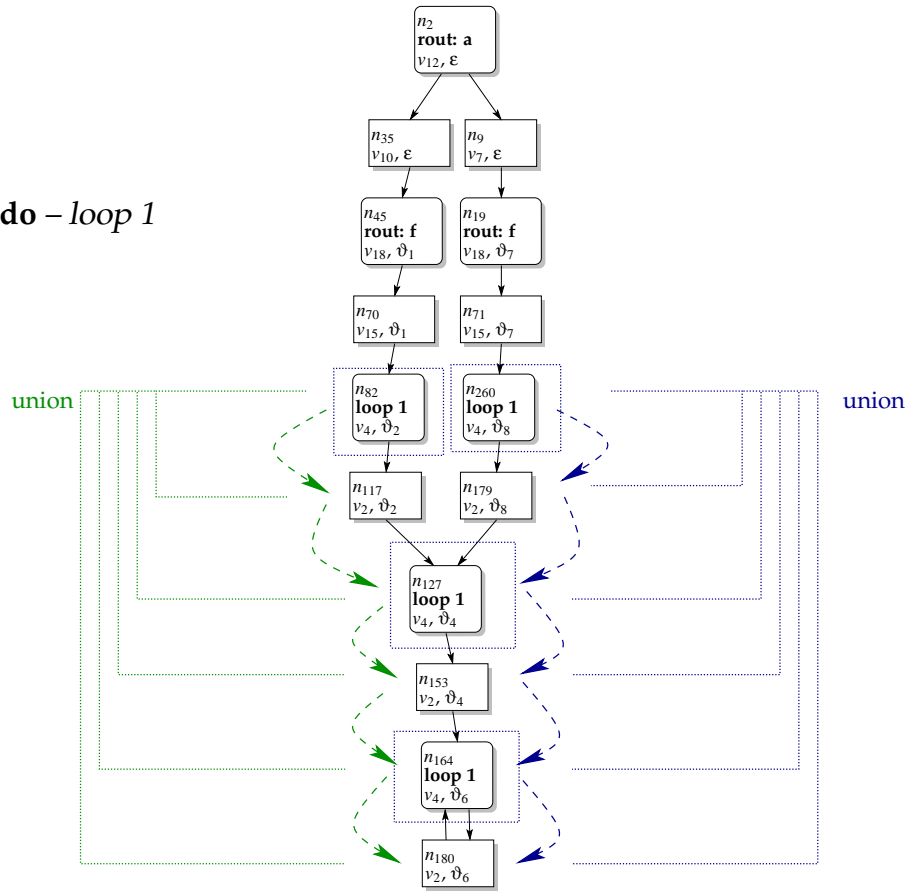 n2
rout: a
v12, ε
n35
v10, ε
n9
v7, ε
do – loop 1
n45
rout: f
v18, ϑ1
n19
rout: f
v18, ϑ7
n70
v15, ϑ1
n71
v15, ϑ7
union
n82
loop 1
v4, ϑ2
n260
loop 1
v4, ϑ8
union
n117
v2, ϑ2
n179
v2, ϑ8
n127
loop 1
v4, ϑ4
n153
v2, ϑ4
n164
loop 1
v4, ϑ6
n180
v2, ϑ6